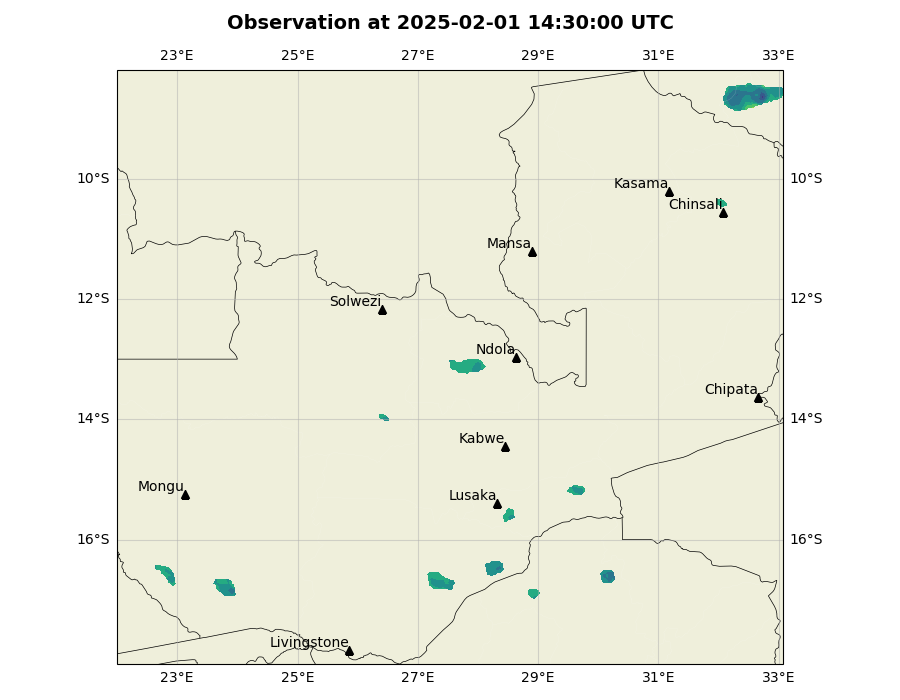 Observation at 2025-02-01 14:30:00 UTC
23°E 25°E 27°E 29°E 31°E 33°E
10°S 10°S
Kasama
Chinsali
Mansa
12°S 12°S
Solwezi
Ndola
Chipata
14°S 14°S
Kabwe
Mongu
Lusaka
16°S 16°S
Livingstone
23°E 25°E 27°E 29°E 31°E 33°E